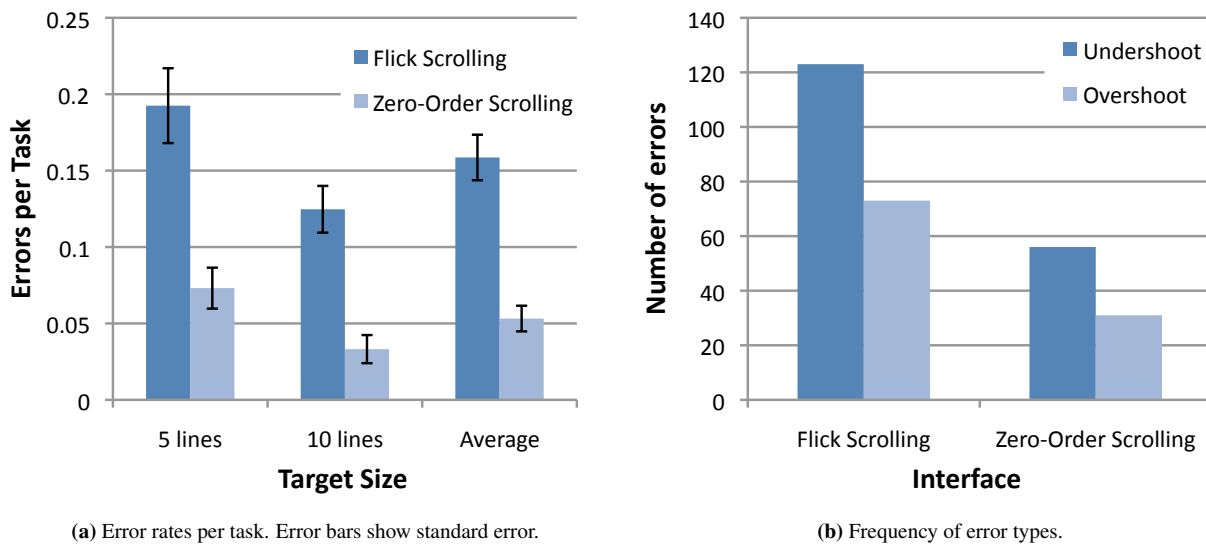 0.25
0.2
0.15
0.1
0.05
0
Errors per Task
Flick Scrolling
Zero-Order Scrolling
5 lines
10 lines
Average
Target Size
(a) Error rates per task. Error bars show standard error.
140
120
100
80
60
40
20
0
Number of errors
Undershoot
Overshoot
Flick Scrolling
Zero-Order Scrolling
Interface
(b) Frequency of error types.